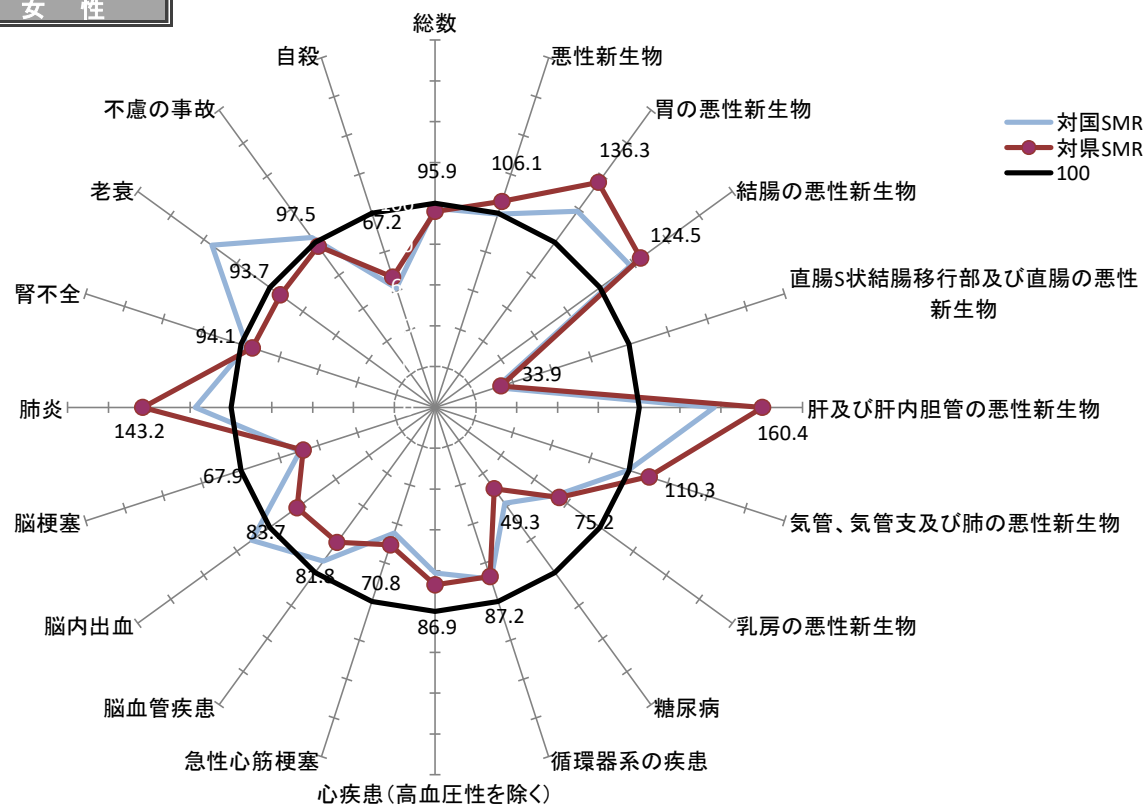 女 性
総数
悪性新生物
胃の悪性新生物
結腸の悪性新生物
直腸S状結腸移行部及び直腸の悪性
新生物
肝及び肝内胆管の悪性新生物
気管、気管支及び肺の悪性新生物
乳房の悪性新生物
糖尿病
循環器系の疾患
心疾患(高血圧性を除く)
急性心筋梗塞
脳血管疾患
脳内出血
脳梗塞
肺炎
腎不全
老衰
不慮の事故
自殺
対国SMR
対県SMR
100
95.9
106.1
136.3
124.5
33.9
160.4
110.3
75.2
49.3
87.2
86.9
70.8
81.8
83.7
67.9
143.2
94.1
93.7
97.5
67.2